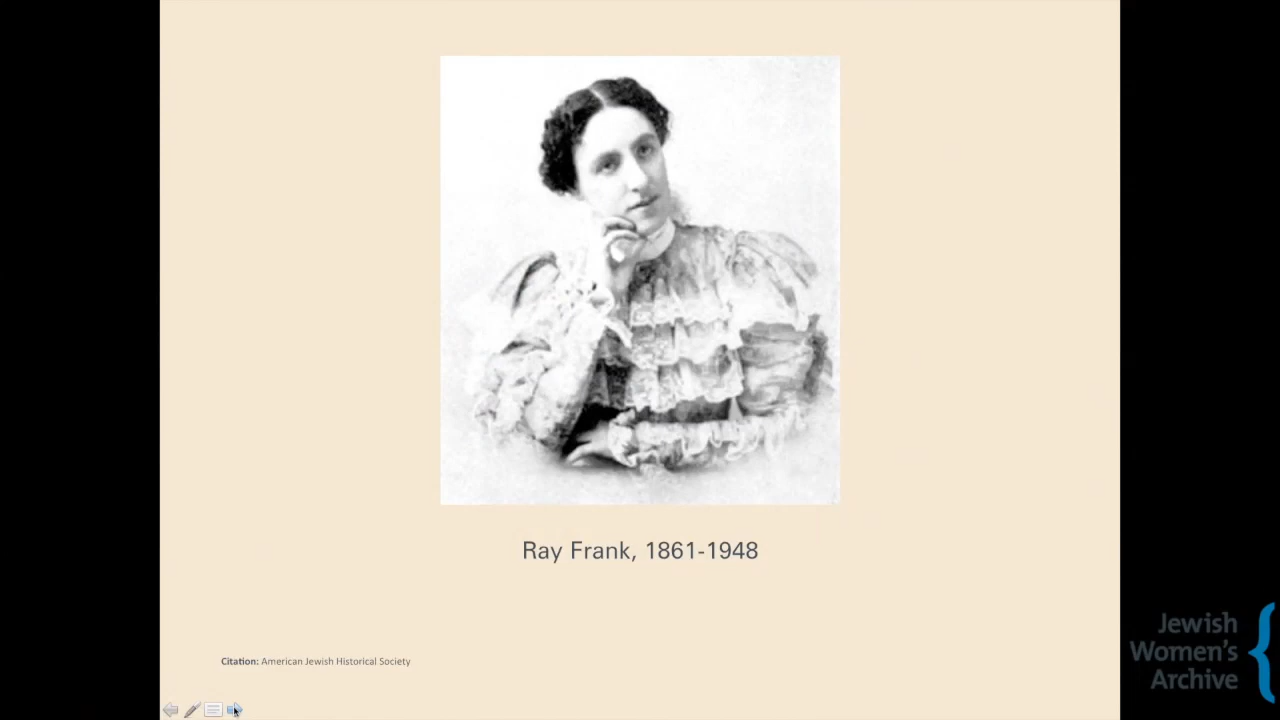 Ray Frank, 1861-1948
Citation: American Jewish Historical Society
Jewish
Women's
Archive